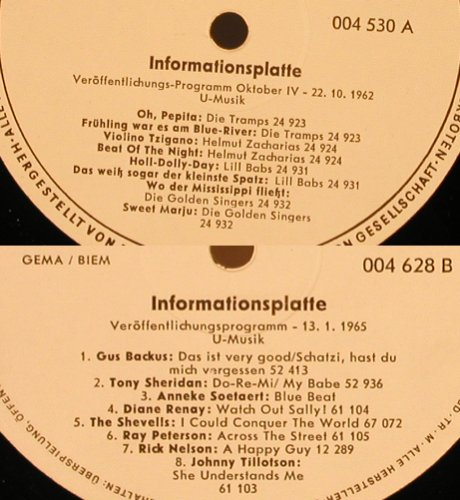 004 530 A
Informationsplatte
Veröffentlichungs-Programm Oktober IV - 22. 10. 1962
U-Musik
Oh, Pepita: Die Tramps 24 923
Frühling war es am Blue-River: Die Tramps 24 923
Violino Tzigano: Helmut Zacharias 24 924
Beat Of The Night: Helmut Zacharias 24 924
Holl-Dolly-Day: Lill Babs 24 931
Das weiß sogar der kleinste Spatz: Lill Babs 24 931
Wo der Mississippi fließt:
Die Golden Singers 24 932
Sweet Marju: Die Golden Singers
24 932
HERGESTELLT VON
GESELLSCHAFT
GEMA / BIEM
004 628 B
Informationsplatte
Veröffentlichungsprogramm - 13. 1. 1965
U-Musik
1. Gus Backus: Das ist very good/Schatzi, hast du
mich vergessen 52 413
2. Tony Sheridan: Do-Re-Mi/ My Babe 52 936
3. Anneke Soetaert: Blue Beat
4. Diane Renay: Watch Out Sally! 61 104
5. The Shevells: I Could Conquer The World 67 072
6. Ray Peterson: Across The Street 61 105
7. Rick Nelson: A Happy Guy 12 289
8. Johnny Tillotson:
She Understands Me
61 103
ÜBERSPIELUNG, ÖFFENT
TR · M · ALLE HERSTELLER